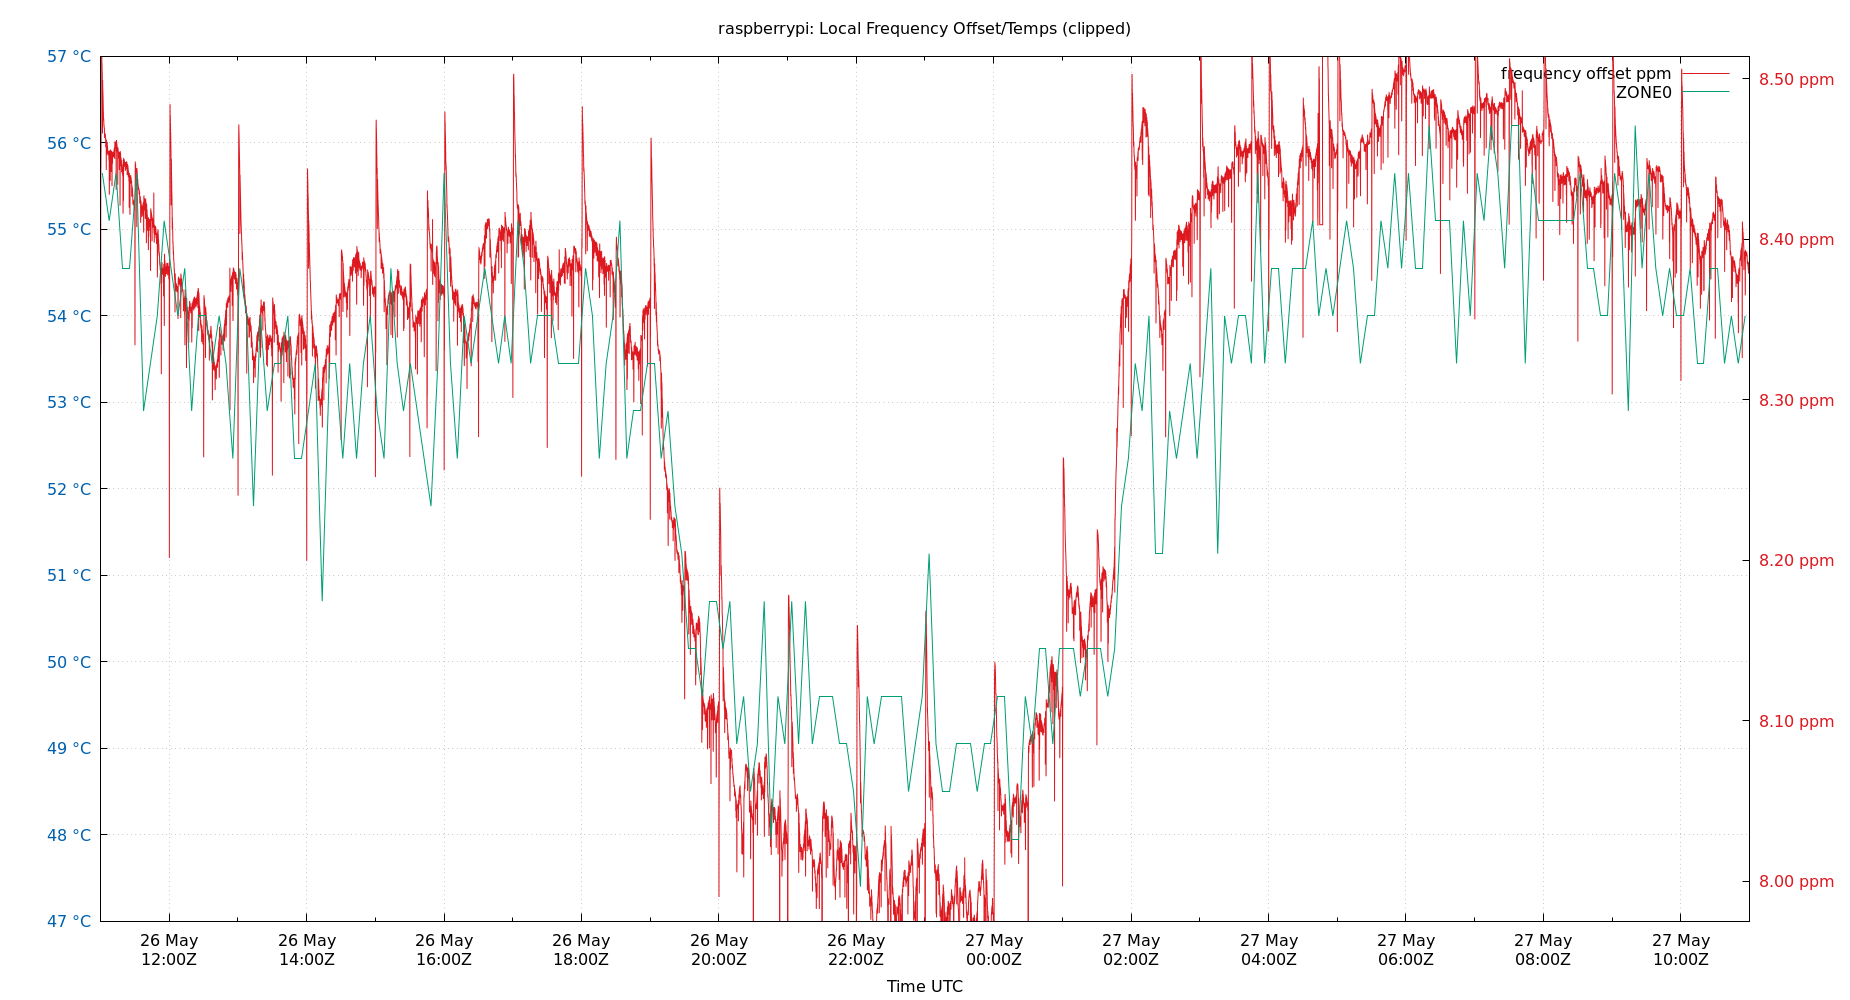 raspberrypi: Local Frequency Offset/Temps (clipped)
57 °C
56 °C
55 °C
54 °C
53 °C
52 °C
51 °C
50 °C
49 °C
48 °C
47 °C
frequency offset ppm
ZONE0
8.50 ppm
8.40 ppm
8.30 ppm
8.20 ppm
8.10 ppm
8.00 ppm
26 May
12:00Z
26 May
14:00Z
26 May
16:00Z
26 May
18:00Z
26 May
20:00Z
26 May
22:00Z
27 May
00:00Z
27 May
02:00Z
27 May
04:00Z
27 May
06:00Z
27 May
08:00Z
27 May
10:00Z
Time UTC